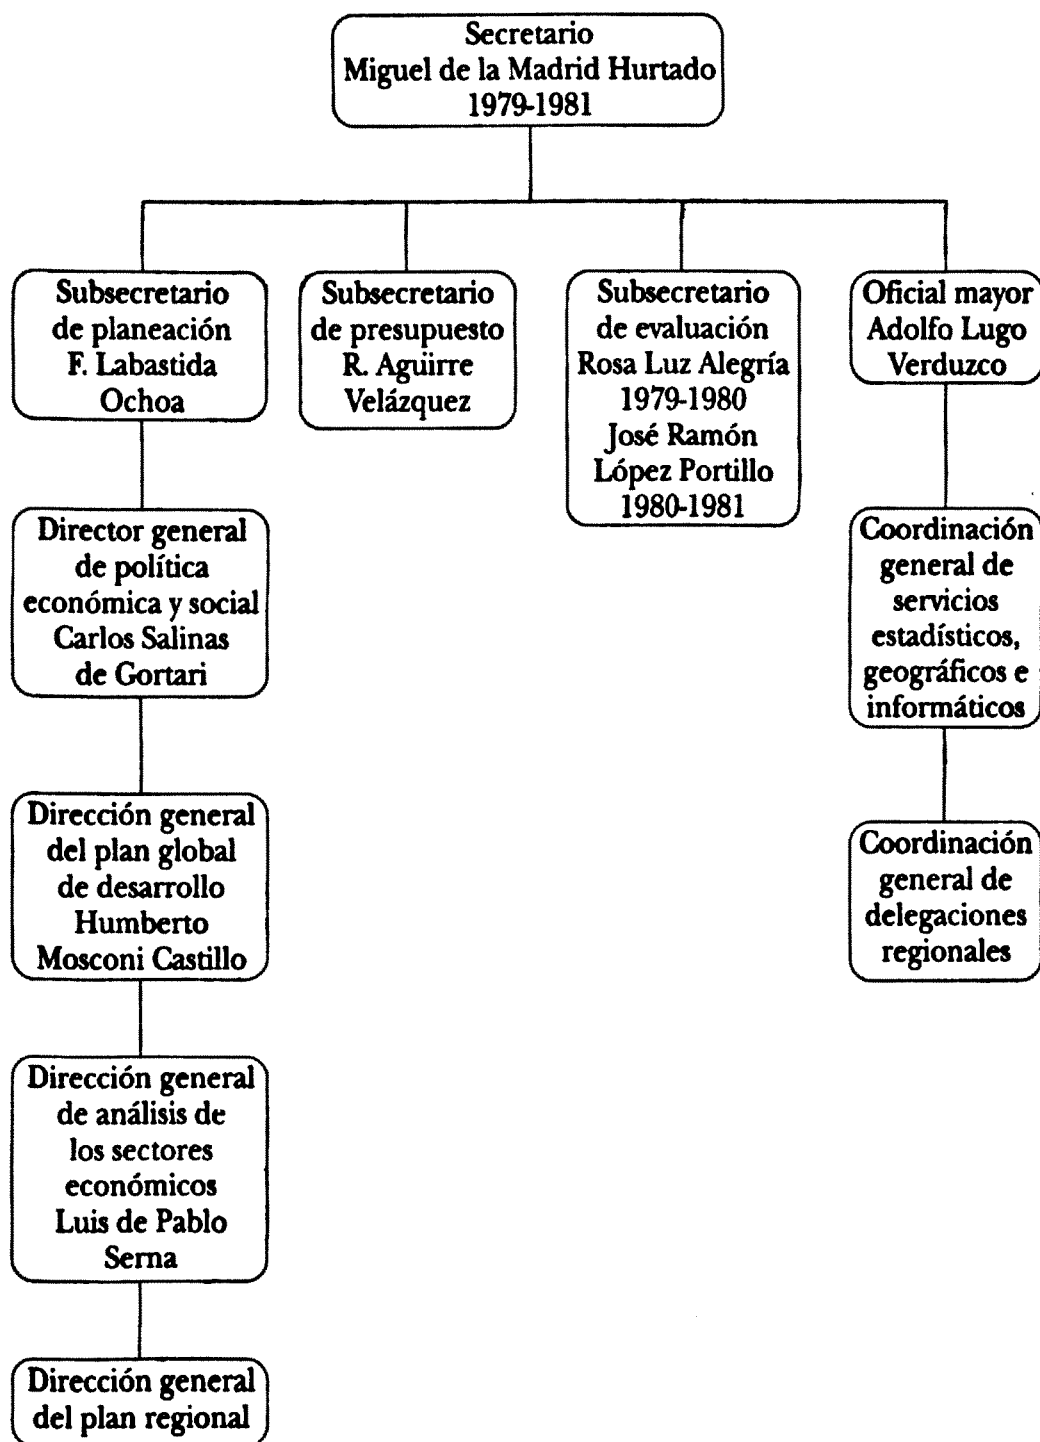 Secretario
Miguel de la Madrid Hurtado
1979-1981
Subsecretario
de planeación
F. Labastida
Ochoa
Subsecretario
de presupuesto
R. Aguirre
Velázquez
Subsecretario
de evaluación
Rosa Luz Alegría
1979-1980
José Ramón
López Portillo
1980-1981
Oficial mayor
Adolfo Lugo
Verduzco
Director general
de política
económica y social
Carlos Salinas
de Gortari
Coordinación
general de
servicios
estadísticos,
geográficos e
informáticos
Dirección general
del plan global
de desarrollo
Humberto
Mosconi Castillo
Coordinación
general de
delegaciones
regionales
Dirección general
de análisis de
los sectores
económicos
Luis de Pablo
Serna
Dirección general
del plan regional